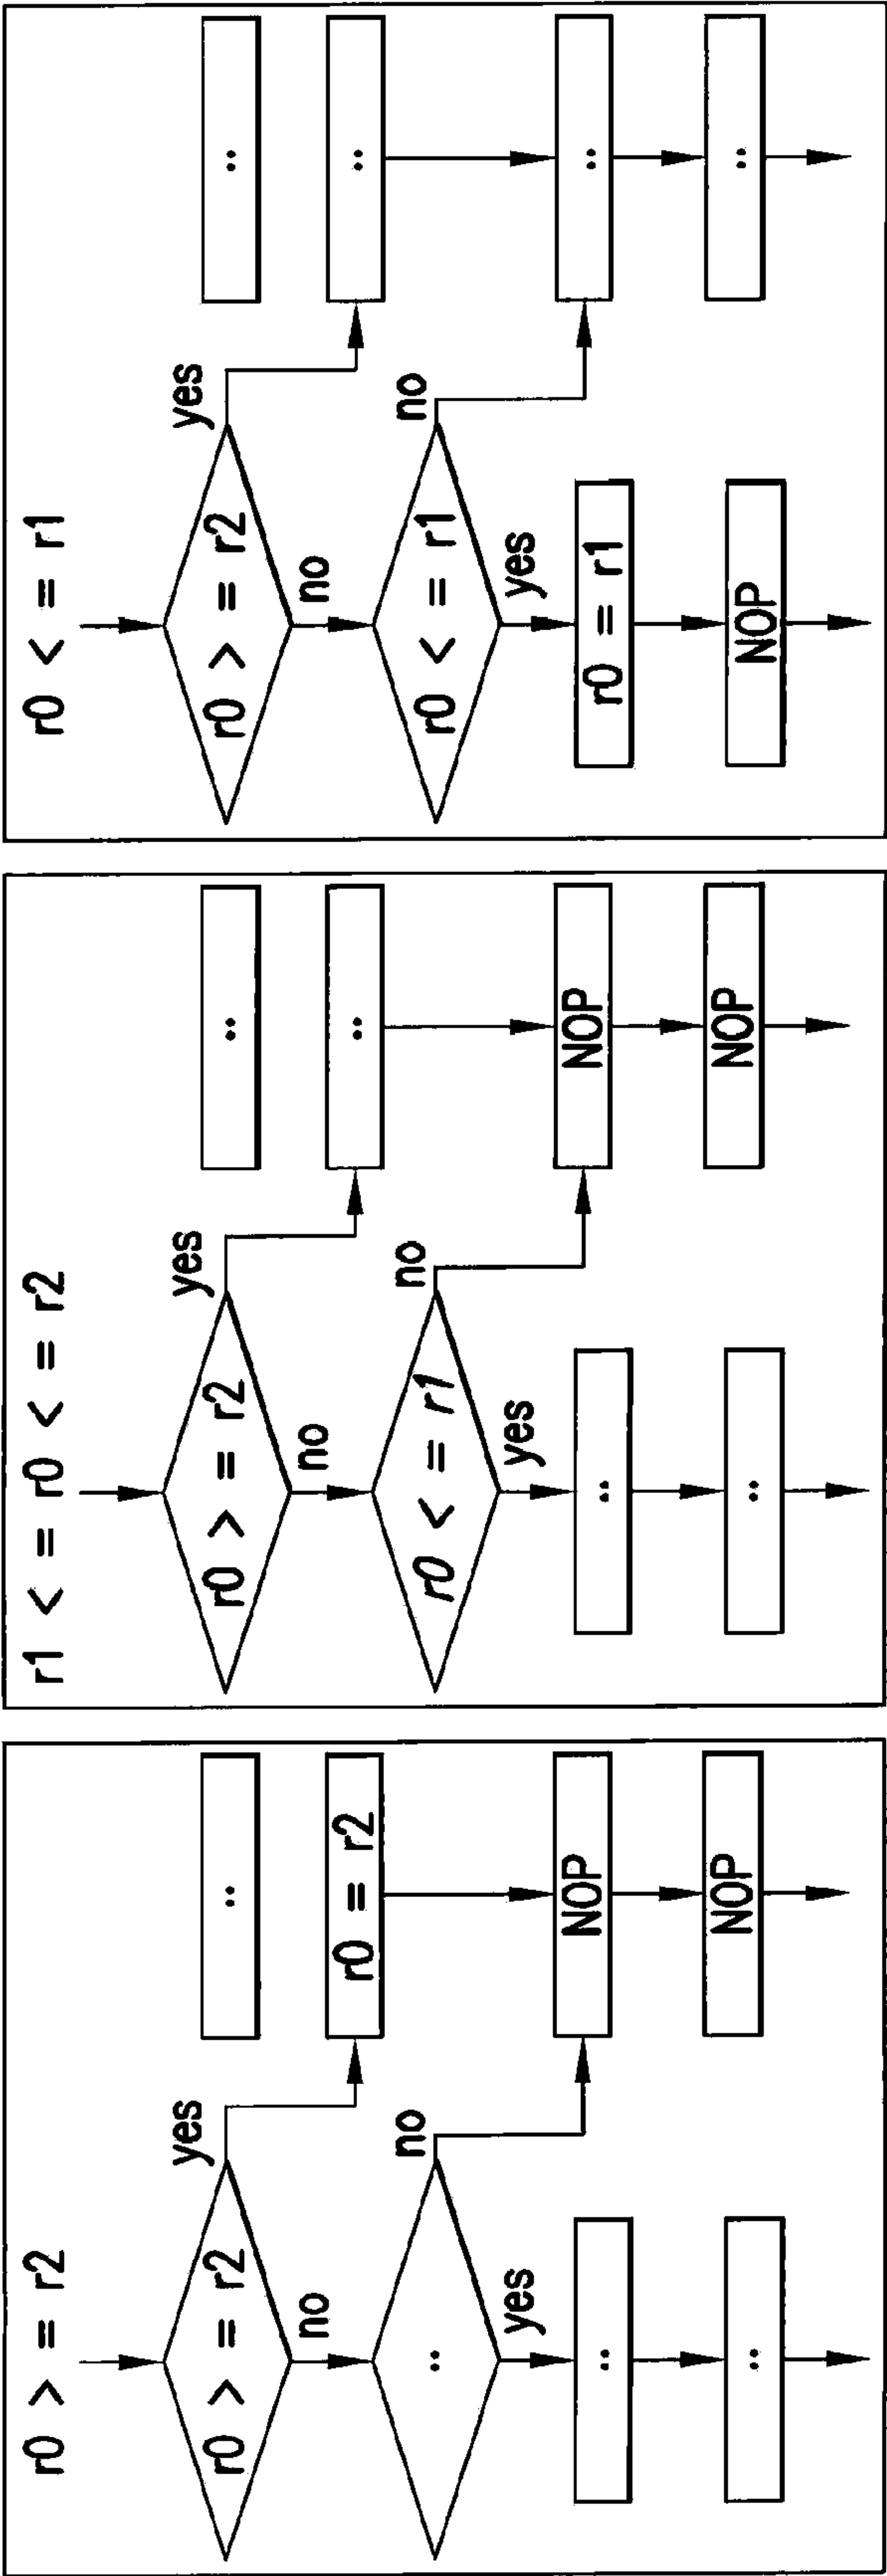 r0 > = r2
yes
..
r0 > = r2
no
r0 = r2
no
..
yes
NOP
..
NOP
..
r1 < = r0 < = r2
yes
..
r0 > = r2
no
..
no
r0 < = r1
yes
NOP
..
NOP
..
r0 < = r1
yes
..
r0 > = r2
no
..
no
r0 < = r1
yes
..
r0 = r1
..
NOP